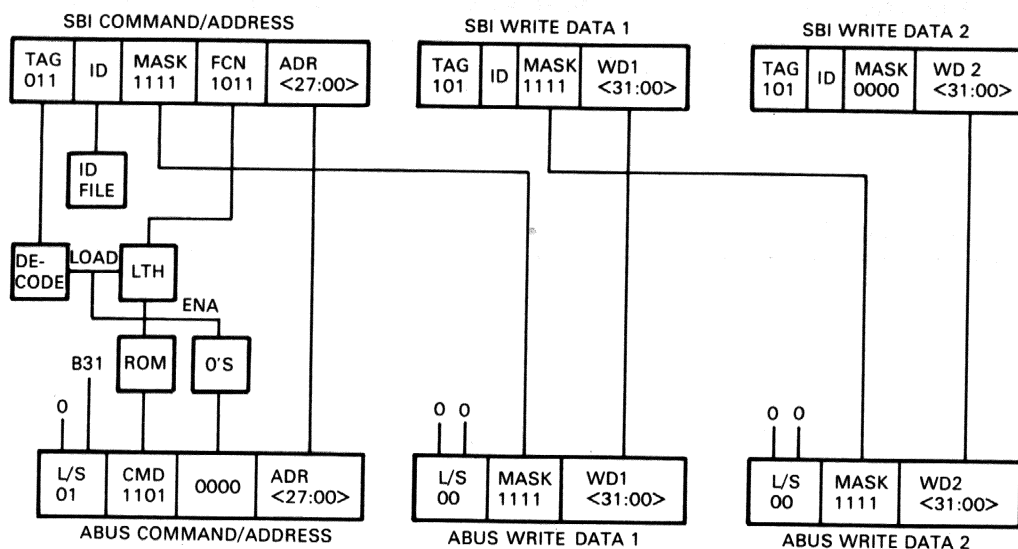 SBI COMMAND/ADDRESS
TAG 011
ID
MASK 1111
FCN 1011
ADR <27:00>
SBI WRITE DATA 1
TAG 101
ID
MASK 1111
WD1 <31:00>
SBI WRITE DATA 2
TAG 101
ID
MASK 0000
WD 2 <31:00>
ID FILE
DE-CODE
LOAD
LTH
ENA
ROM
0'S
B31
0
L/S 01
CMD 1101
0000
ADR <27:00>
ABUS COMMAND/ADDRESS
0 0
L/S 00
MASK 1111
WD1 <31:00>
ABUS WRITE DATA 1
0 0
L/S 00
MASK 1111
WD2 <31:00>
ABUS WRITE DATA 2